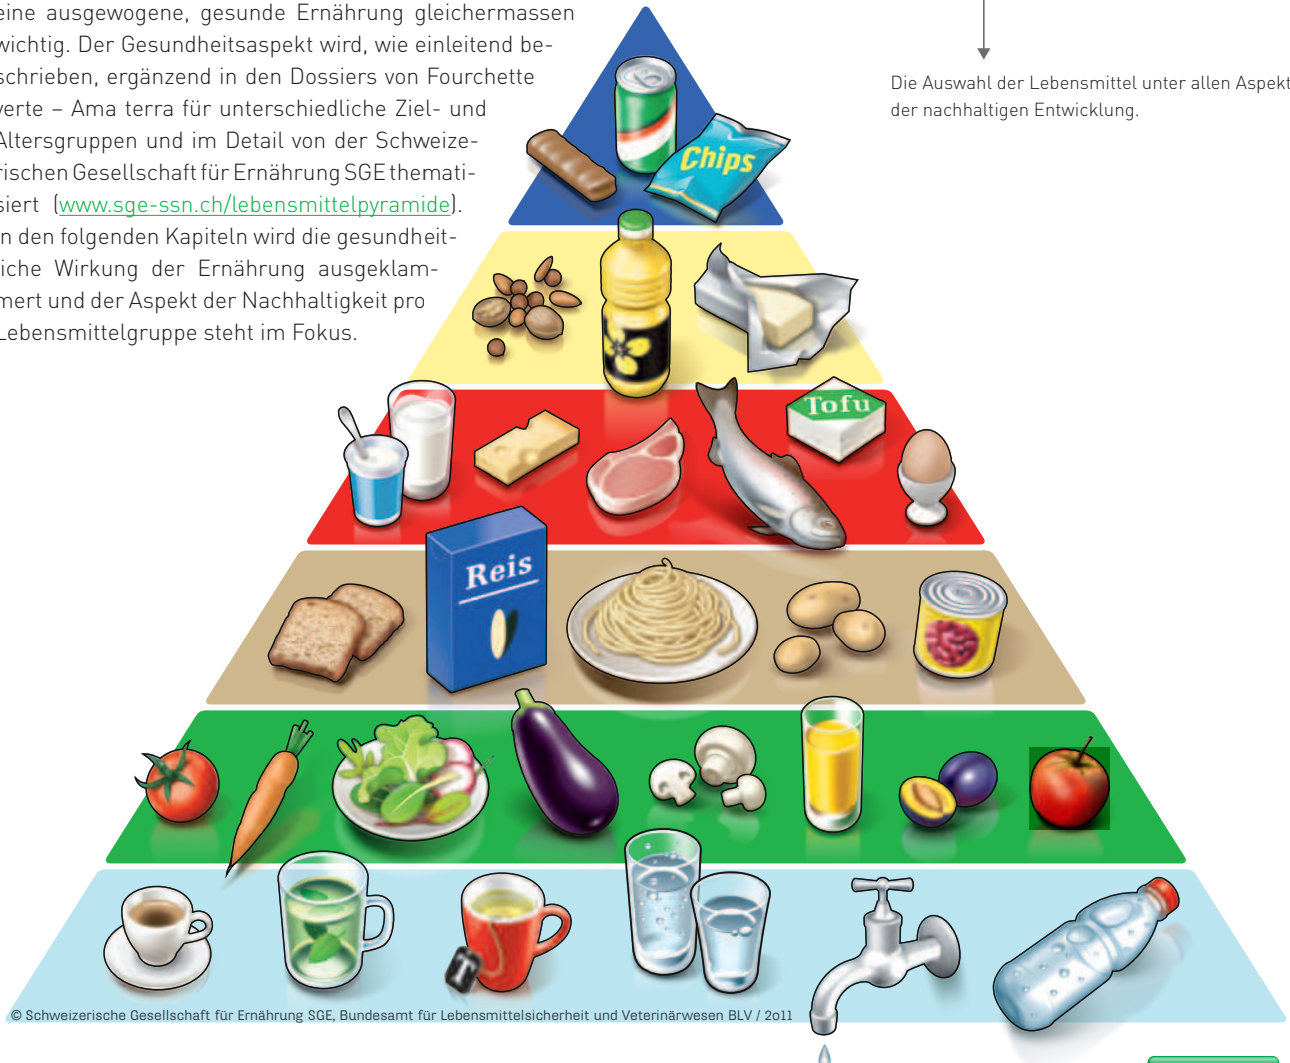 eine ausgewogene, gesunde Ernährung gleichermassen
wichtig. Der Gesundheitsaspekt wird, wie einleitend be-
schrieben, ergänzend in den Dossiers von Fourchette
verte – Ama terra für unterschiedliche Ziel- und
Altersgruppen und im Detail von der Schweize-
rischen Gesellschaft für Ernährung SGE themati-
siert (www.sge-ssn.ch/lebensmittelpyramide).
In den folgenden Kapiteln wird die gesundheit-
liche Wirkung der Ernährung ausgeklam-
mert und der Aspekt der Nachhaltigkeit pro
Lebensmittelgruppe steht im Fokus.
Die Auswahl der Lebensmittel unter allen Aspekt
der nachhaltigen Entwicklung.
Chips
Tofu
Reis
© Schweizerische Gesellschaft für Ernährung SGE, Bundesamt für Lebensmittelsicherheit und Veterinärwesen BLV / 2011